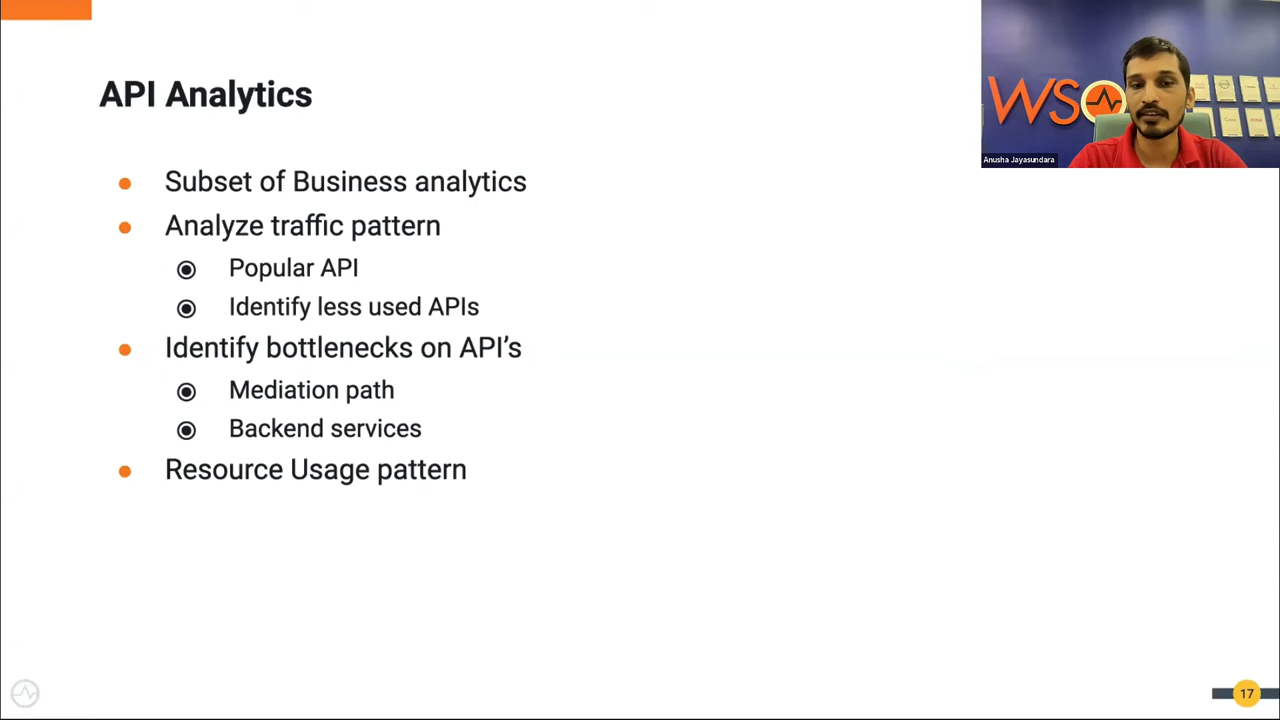 API Analytics
Subset of Business analytics
Analyze traffic pattern
Popular API
Identify less used APIs
Identify bottlenecks on API's
Mediation path
Backend services
Resource Usage pattern
WSO
Anusha Jayasundara
17